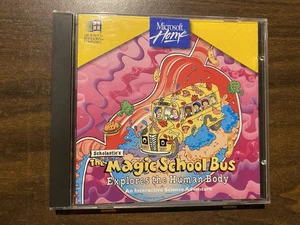 Microsoft
Home
Scholastic's
The Magic School Bus
Explores the Human Body
An Interactive Science Adventure